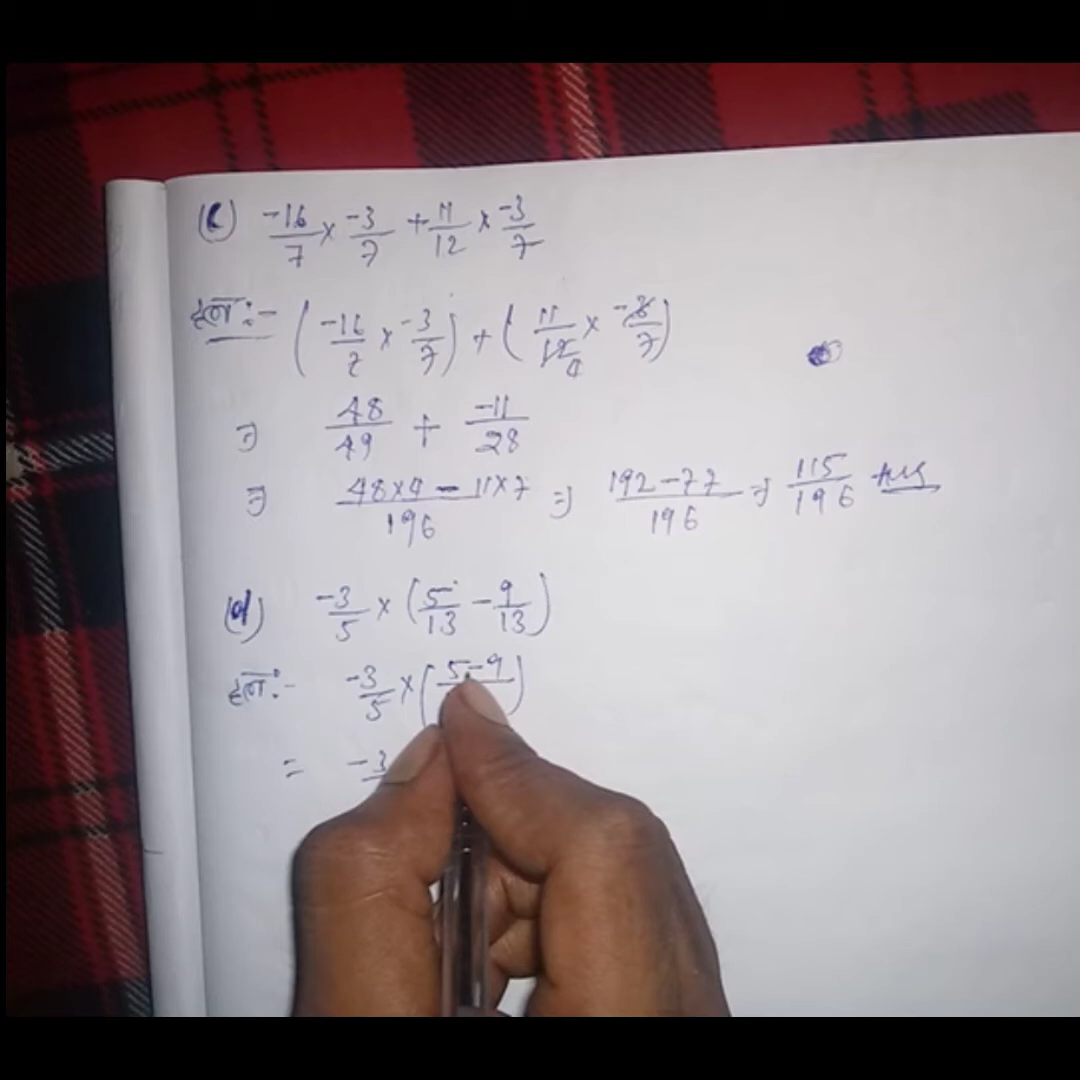 (c) -16/7 × -3/7 + 11/12 × -3/7
हल:- (-16/7 × -3/7) + (11/12 4 × -3/7)
⇒ 48/49 + -11/28
⇒ 48×4 - 11×7/196 ⇒ 192-77/196 ⇒ 115/196 Ans
(d) -3/5 × (5/13 - 9/13)
हल:- -3/5 × (5-9/
= -3/